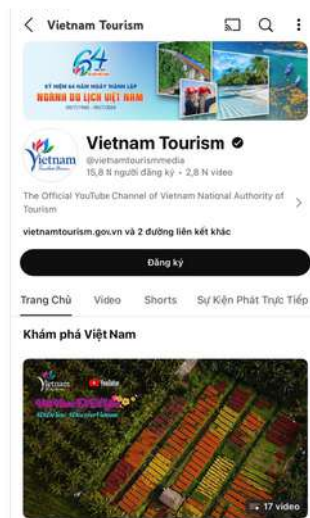 Vietnam Tourism
64
KỶ NIỆM 64 NĂM NGÀY THÀNH LẬP
NGÀNH DU LỊCH VIỆT NAM
Vietnam
Vietnam Tourism
@vietnamtourismmedia
15,8 N người đăng ký • 2,8 N video
The Official YouTube Channel of Vietnam National Authority of
Tourism
vietnamtourism.gov.vn và 2 đường liên kết khác
Đăng ký
Trang Chủ Video Shorts Sự Kiện Phát Trực Tiếp
Khám phá Việt Nam
Vietnam
YouTube
17 video